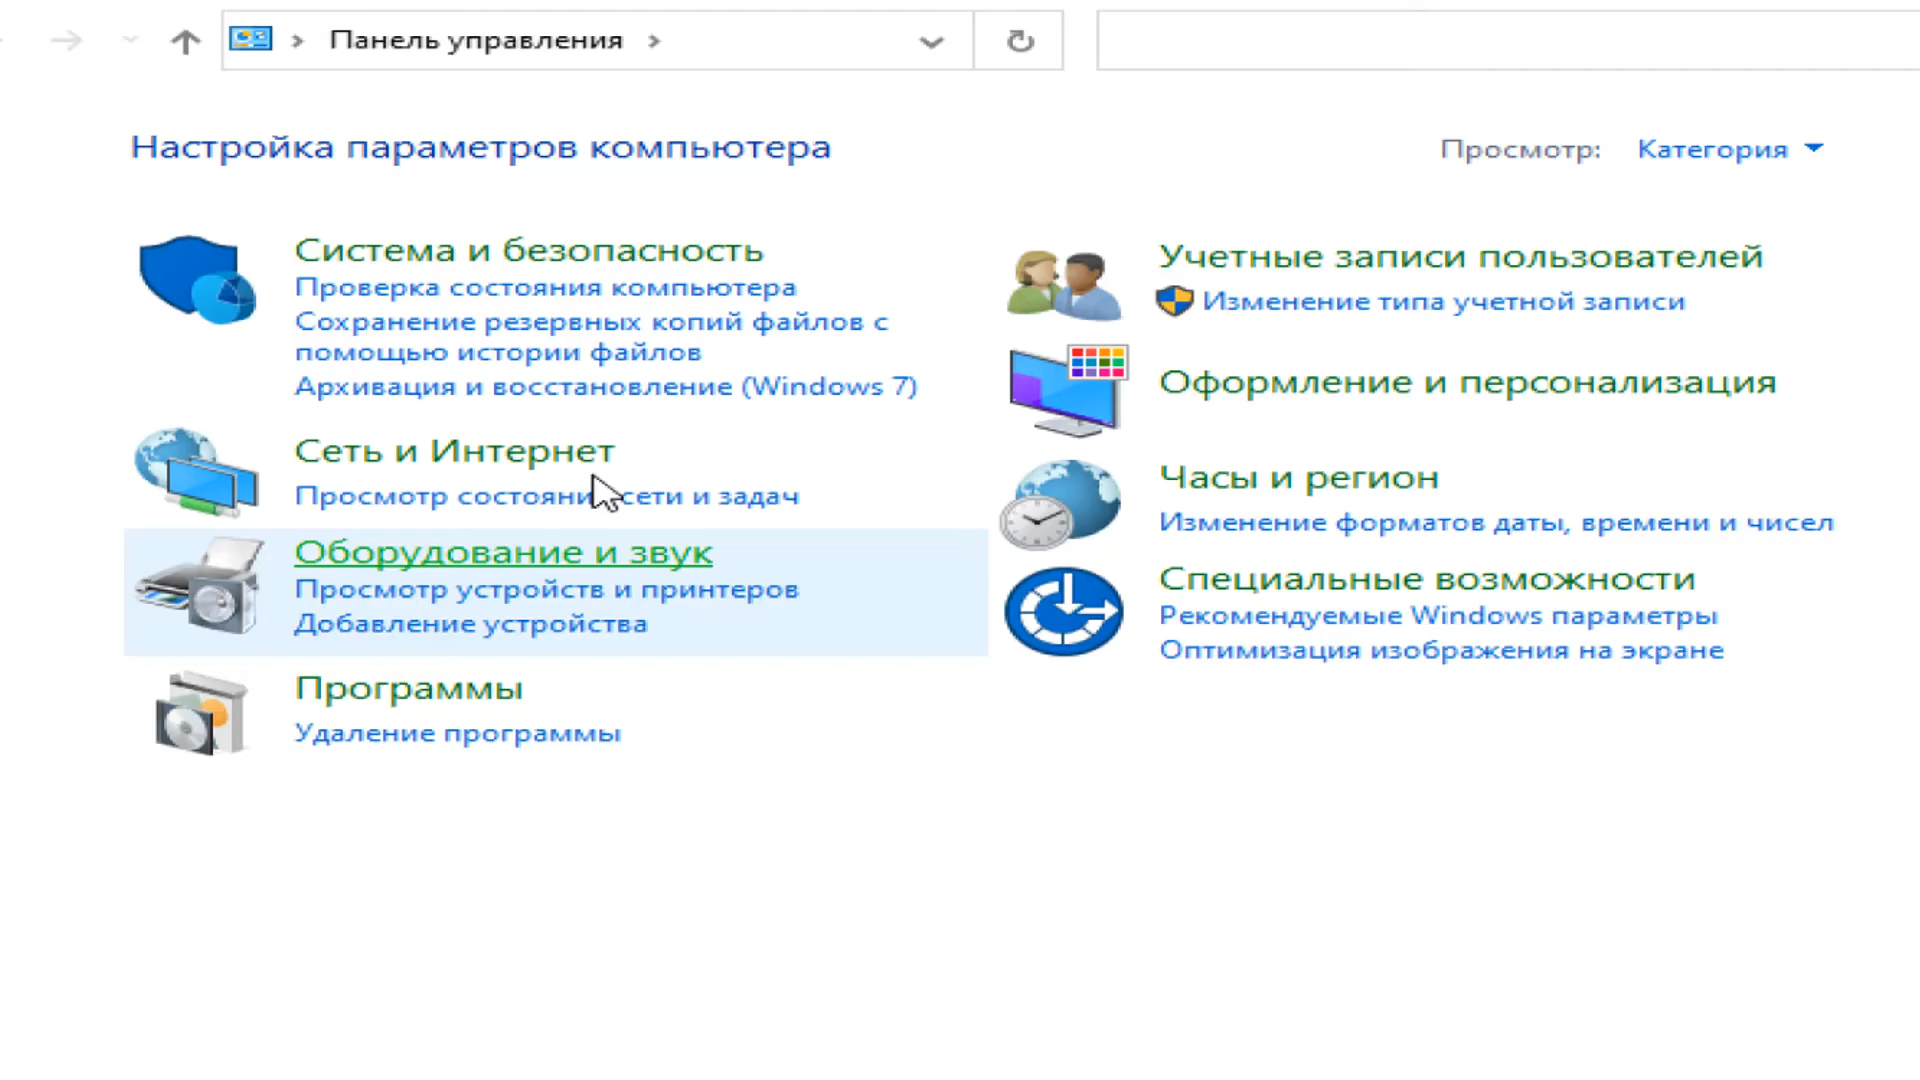 Панель управления
Настройка параметров компьютера
Просмотр: Категория
Система и безопасность
Проверка состояния компьютера
Сохранение резервных копий файлов с
помощью истории файлов
Архивация и восстановление (Windows 7)
Сеть и Интернет
Просмотр состояни сети и задач
Оборудование и звук
Просмотр устройств и принтеров
Добавление устройства
Программы
Удаление программы
Учетные записи пользователей
Изменение типа учетной записи
Оформление и персонализация
Часы и регион
Изменение форматов даты, времени и чисел
Специальные возможности
Рекомендуемые Windows параметры
Оптимизация изображения на экране